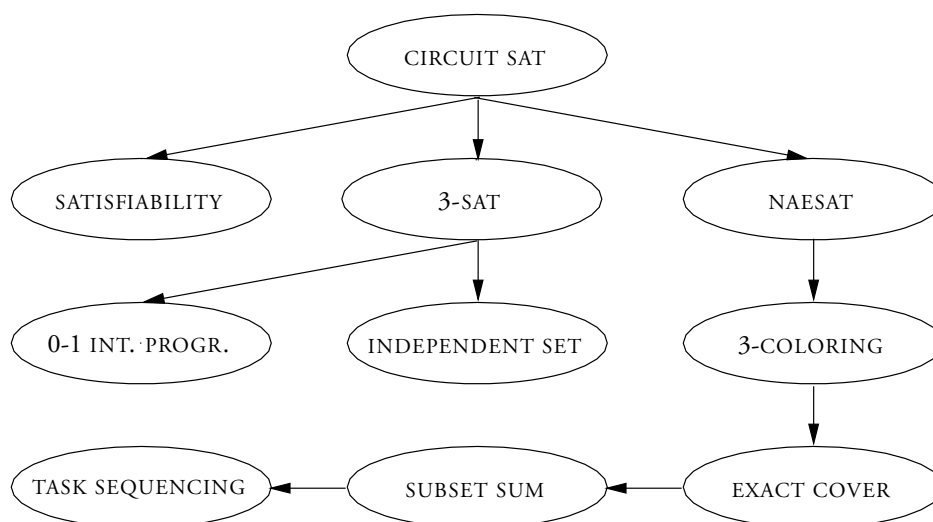 CIRCUIT SAT
SATISFIABILITY
3-SAT
NAESAT
0-1 INT. PROGR.
INDEPENDENT SET
3-COLORING
TASK SEQUENCING
SUBSET SUM
EXACT COVER